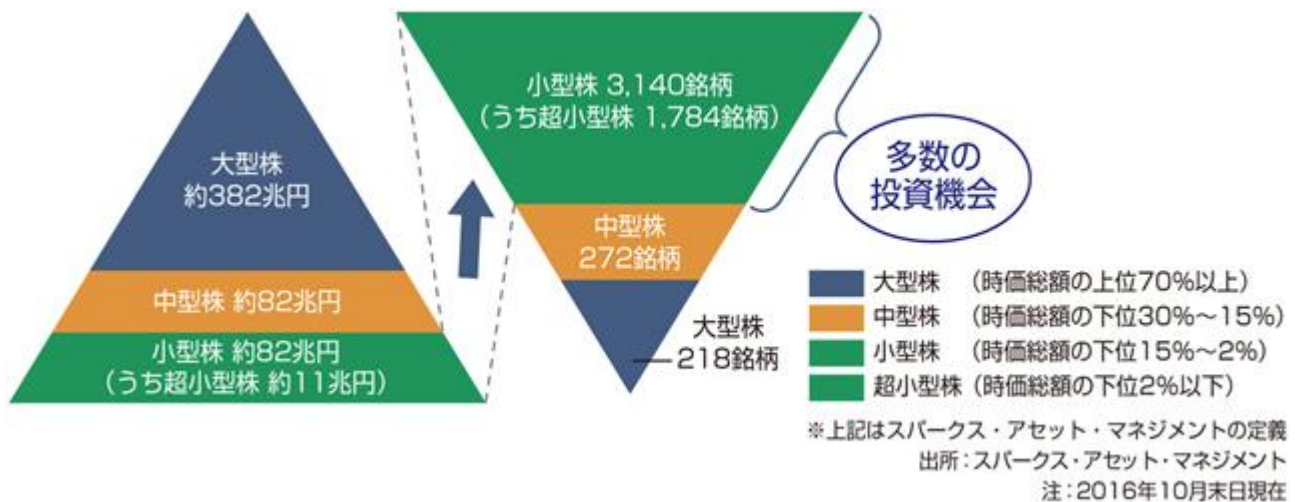 大型株
約382兆円
中型株 約82兆円
小型株 約82兆円
（うち超小型株 約11兆円）
小型株 3,140銘柄
（うち超小型株 1,784銘柄）
中型株
272銘柄
大型株
218銘柄
多数の
投資機会
大型株 （時価総額の上位70%以上）
中型株 （時価総額の下位30%～15%）
小型株 （時価総額の下位15%～2%）
超小型株（時価総額の下位2%以下）
※上記はスパークス・アセット・マネジメントの定義
出所：スパークス・アセット・マネジメント
注：2016年10月末日現在